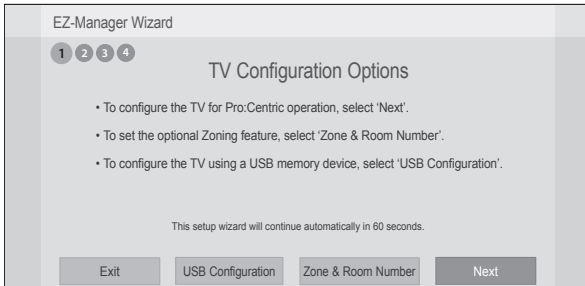 EZ-Manager Wizard
1 2 3 4
TV Configuration Options
• To configure the TV for Pro:Centric operation, select ‘Next’.
• To set the optional Zoning feature, select ‘Zone & Room Number’.
• To configure the TV using a USB memory device, select ‘USB Configuration’.
This setup wizard will continue automatically in 60 seconds.
Exit USB Configuration Zone & Room Number Next